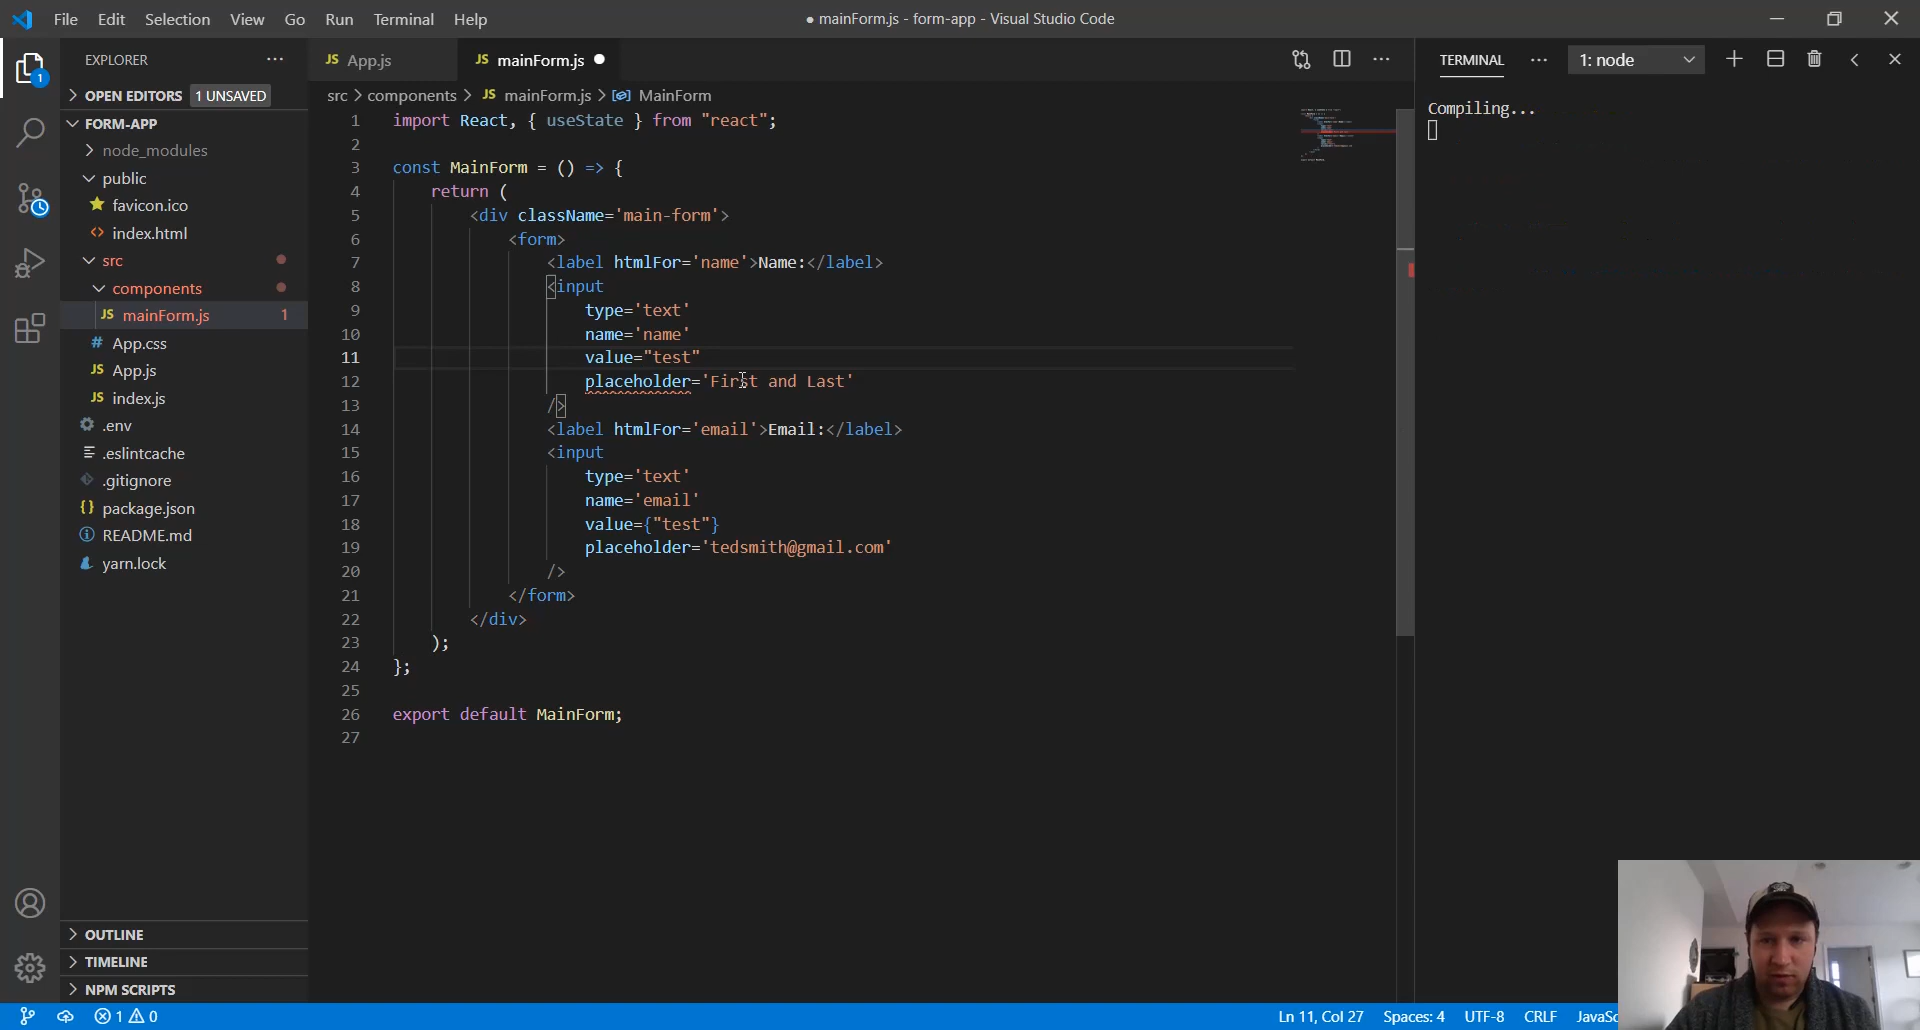 File Edit Selection View Go Run Terminal Help
● mainForm.js - form-app - Visual Studio Code
EXPLORER
OPEN EDITORS 1 UNSAVED
FORM-APP
node_modules
public
favicon.ico
index.html
src
components
JS mainForm.js 1
# App.css
JS App.js
JS index.js
.env
.eslintcache
.gitignore
{} package.json
README.md
yarn.lock
OUTLINE
TIMELINE
NPM SCRIPTS
1
JS App.js
JS mainForm.js ●
src > components > JS mainForm.js > MainForm
1 import React, { useState } from "react";
2
3 const MainForm = () => {
4 return (
5 <div className='main-form'>
6 <form>
7 <label htmlFor='name'>Name:</label>
8 <input
9 type='text'
10 name='name'
11 value="test"
12 placeholder='First and Last'
13 />
14 <label htmlFor='email'>Email:</label>
15 <input
16 type='text'
17 name='email'
18 value={"test"}
19 placeholder='tedsmith@gmail.com'
20 />
21 </form>
22 </div>
23 );
24 };
25
26 export default MainForm;
27
TERMINAL ··· 1: node
Compiling...
1 0
Ln 11, Col 27 Spaces: 4 UTF-8 CRLF JavaSc